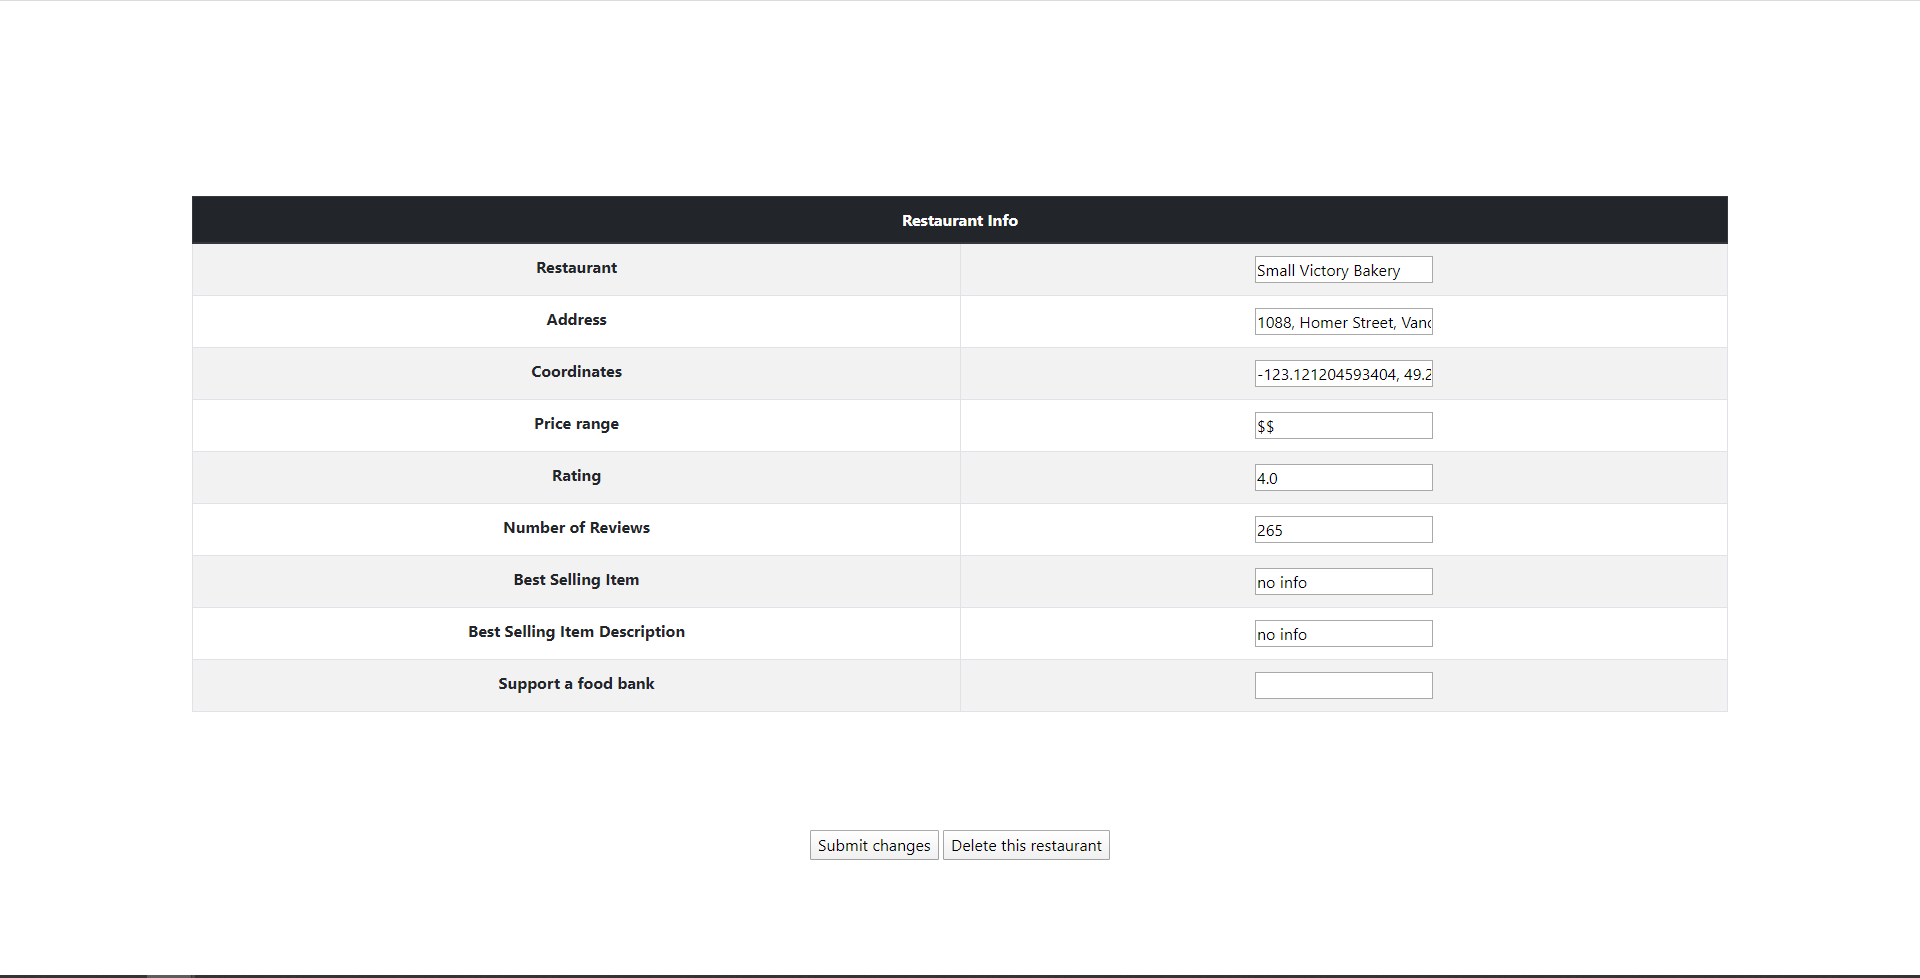 Restaurant Info
Restaurant Small Victory Bakery
Address 1088, Homer Street,
Coordinates -123.121204593404, 49.2
Price range $$
Rating 4.0
Number of Reviews 265
Best Selling Item no info
Best Selling Item Description no info
Support a food bank
Submit changes Delete this restaurant